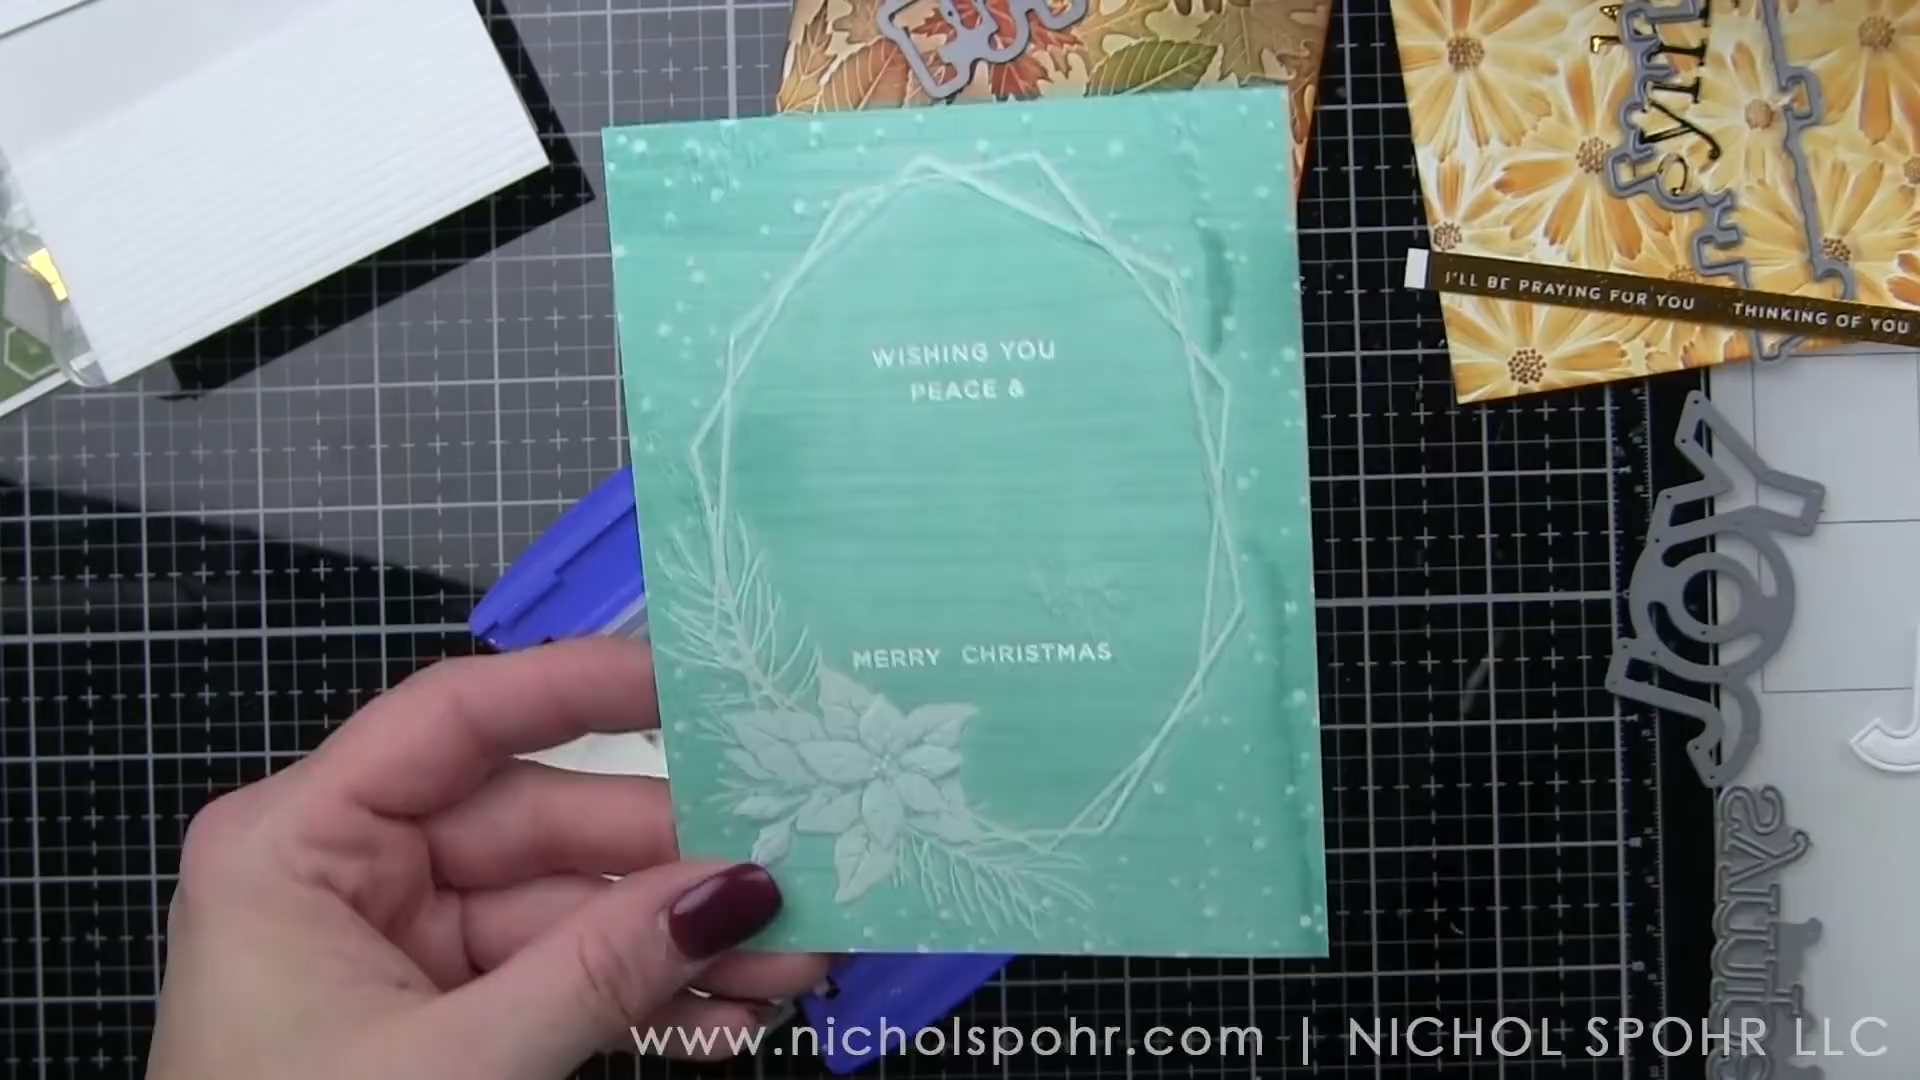 I'LL BE PRAYING FOR YOU THINKING OF YOU
WISHING YOU
PEACE &
MERRY CHRISTMAS
JOY
www.nicholspohr.com | NICHOL SPOHR LLC